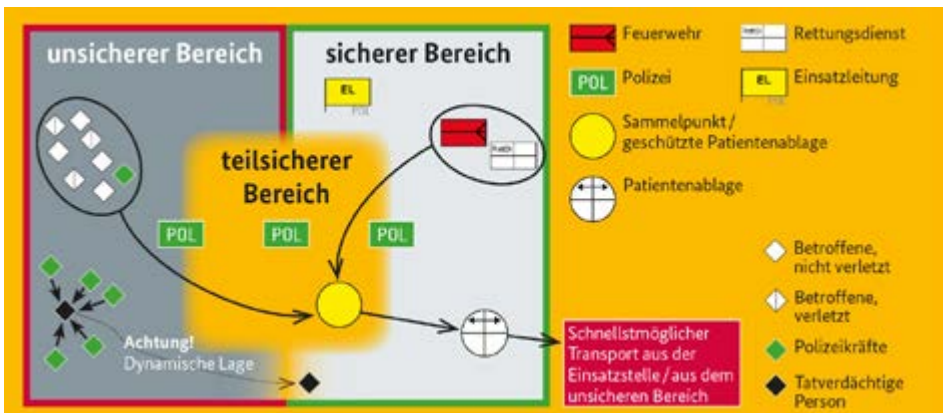 unsicherer Bereich
sicherer Bereich
EL
POL
teilsicherer
Bereich
POL
POL
POL
Achtung!
Dynamische Lage
Feuerwehr
Rettungsdienst
POL
Polizei
EL
POL
Einsatzleitung
Sammelpunkt /
geschützte Patientenablage
Patientenablage
Betroffene,
nicht verletzt
Betroffene,
verletzt
Schnellstmöglicher
Transport aus der
Einsatzstelle / aus dem
unsicheren Bereich
Polizeikräfte
Tatverdächtige
Person